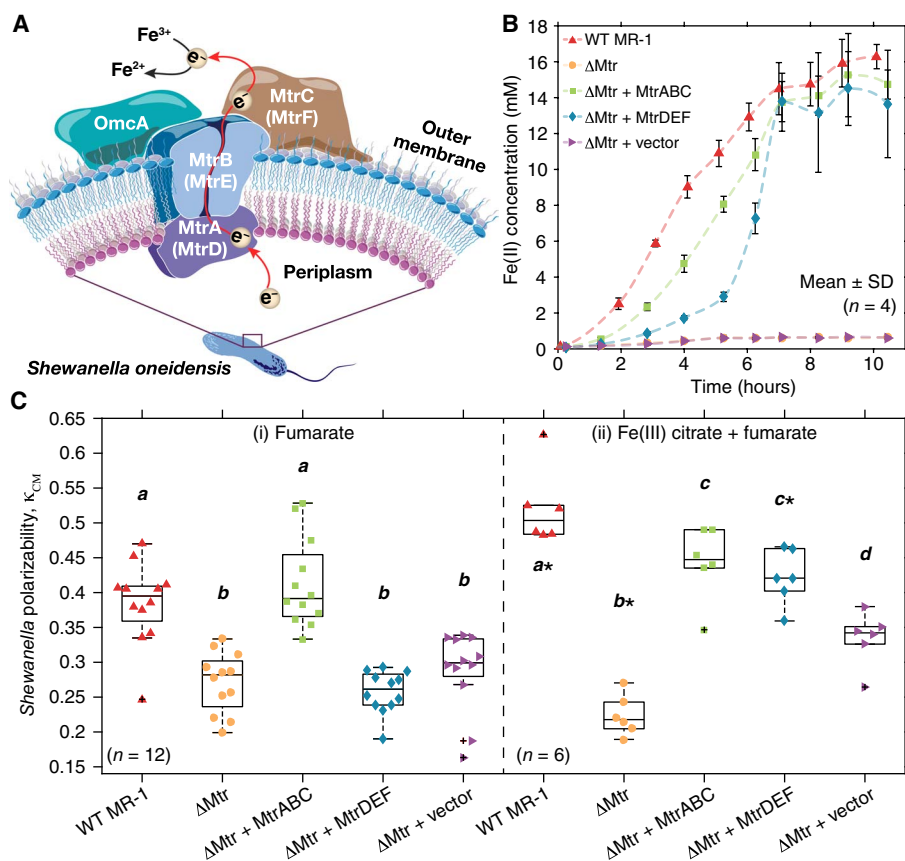 A
Fe3+
e–
Fe2+
e–
MtrC
(MtrF)
OmcA
Outer
membrane
MtrB
(MtrE)
MtrA
(MtrD)
e–
Periplasm
e–
Shewanella oneidensis
B
Fe(II) concentration (mM)
18
16
14
12
10
8
6
4
2
0
WT MR-1
ΔMtr
ΔMtr + MtrABC
ΔMtr + MtrDEF
ΔMtr + vector
Mean ± SD
(n = 4)
0 2 4 6 8 10
Time (hours)
C
Shewanella polarizability, κCM
0.65
0.6
0.55
0.5
0.45
0.4
0.35
0.3
0.25
0.2
0.15
(i) Fumarate
a
b
a
b
b
(n = 12)
(ii) Fe(III) citrate + fumarate
a*
b*
c
c*
d
(n = 6)
WT MR-1
ΔMtr
ΔMtr + MtrABC
ΔMtr + MtrDEF
ΔMtr + vector
WT MR-1
ΔMtr
ΔMtr + MtrABC
ΔMtr + MtrDEF
ΔMtr + vector